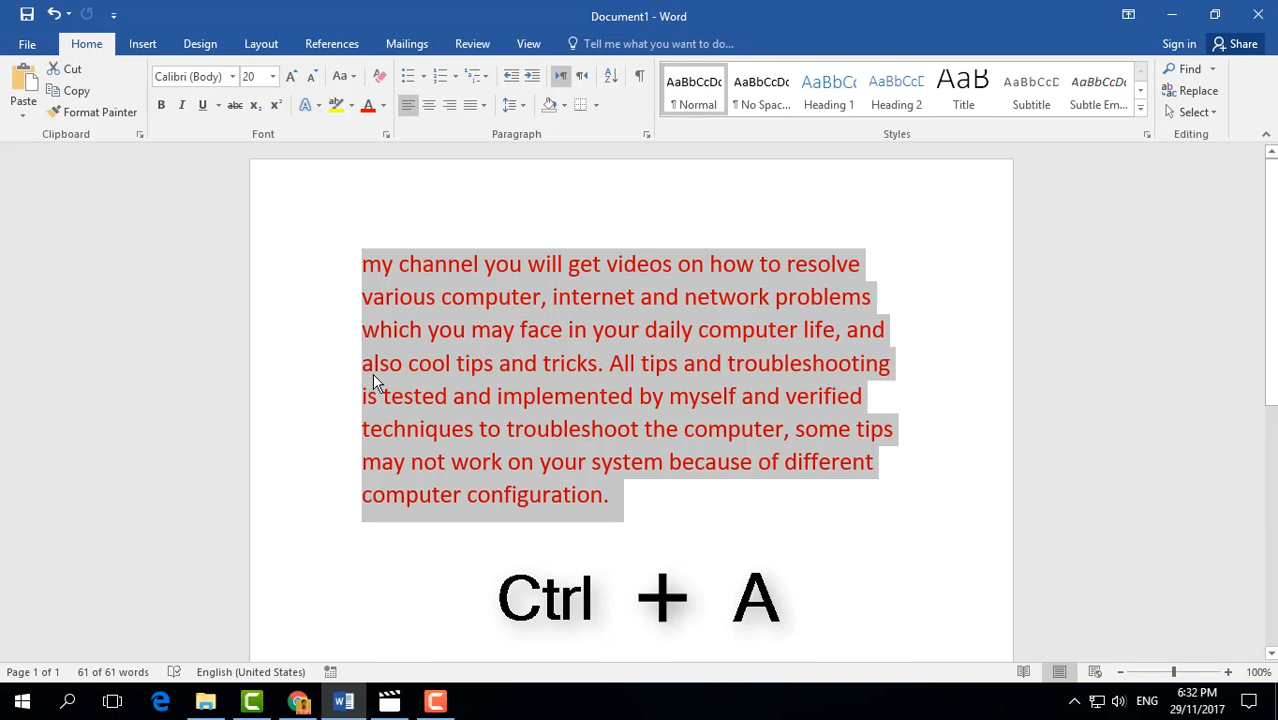 Document1 - Word
File Home Insert Design Layout References Mailings Review View Tell me what you want to do... Sign in Share
Paste Cut Copy Format Painter
Calibri (Body) 20 Aa
B I U abc x₂ x² A A
AaBbCcDc AaBbCcDc AaBbCc AaBbCcD AaB AaBbCcD AaBbCcDc
¶ Normal ¶ No Spac... Heading 1 Heading 2 Title Subtitle Subtle Em...
Find Replace Select
Clipboard Font Paragraph Styles Editing
my channel you will get videos on how to resolve
various computer, internet and network problems
which you may face in your daily computer life, and
also cool tips and tricks. All tips and troubleshooting
is tested and implemented by myself and verified
techniques to troubleshoot the computer, some tips
may not work on your system because of different
computer configuration.
Ctrl + A
Page 1 of 1 61 of 61 words English (United States) 100%
ENG 6:32 PM
29/11/2017